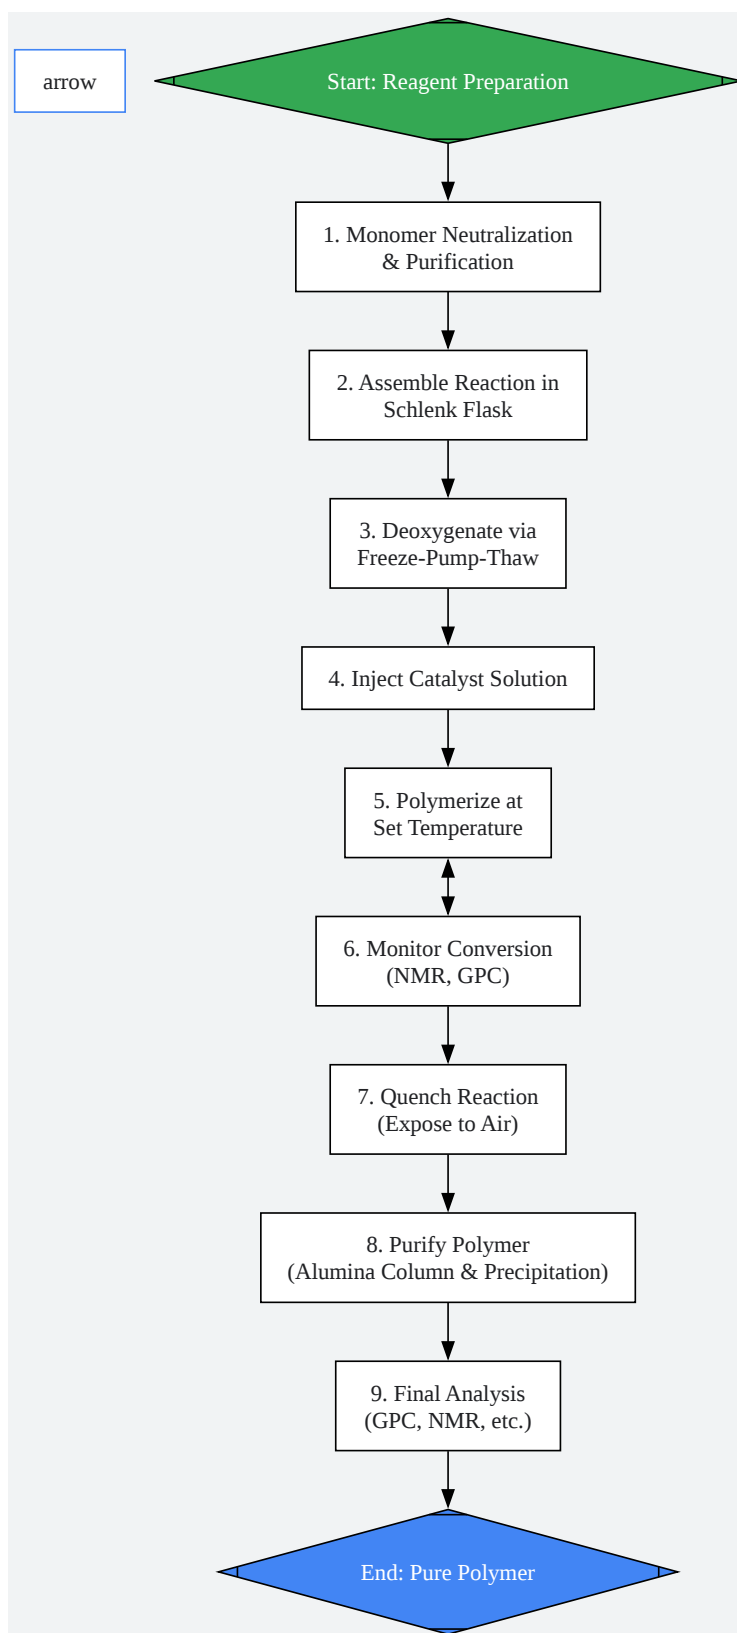 arrow
Start: Reagent Preparation
1. Monomer Neutralization
& Purification
2. Assemble Reaction in
Schlenk Flask
3. Deoxygenate via
Freeze-Pump-Thaw
4. Inject Catalyst Solution
5. Polymerize at
Set Temperature
6. Monitor Conversion
(NMR, GPC)
7. Quench Reaction
(Expose to Air)
8. Purify Polymer
(Alumina Column & Precipitation)
9. Final Analysis
(GPC, NMR, etc.)
End: Pure Polymer